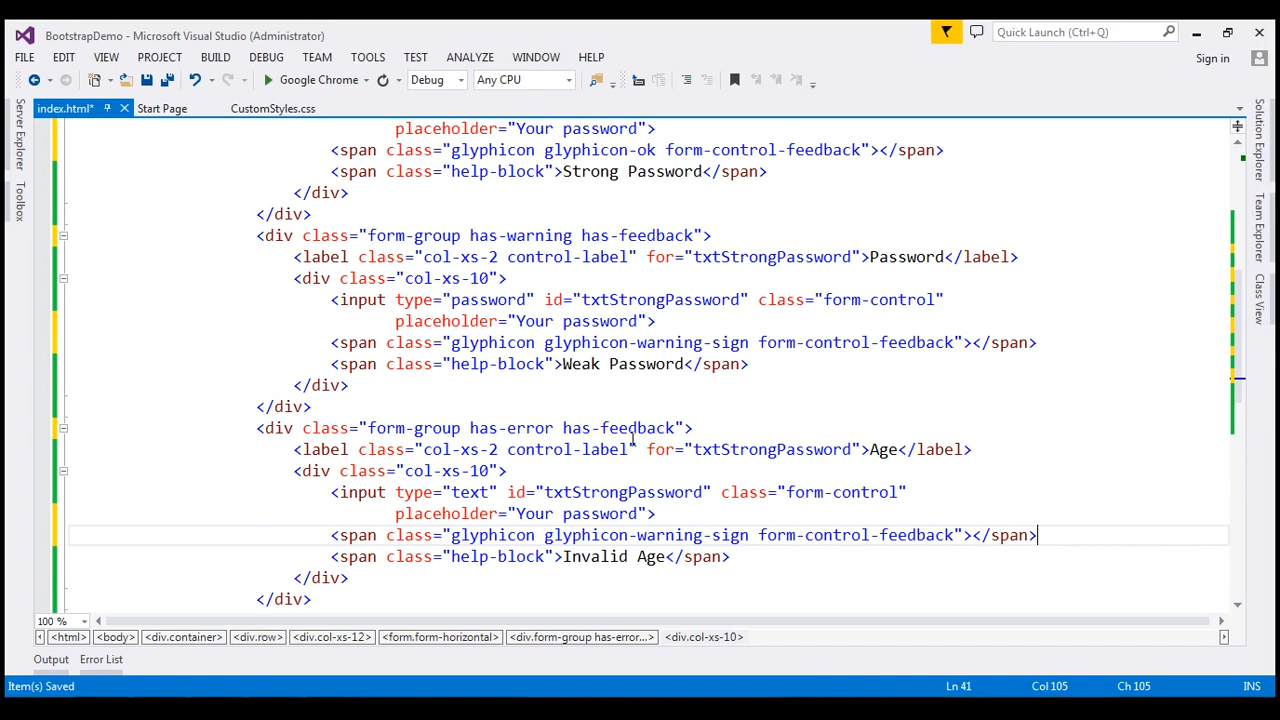 BootstrapDemo - Microsoft Visual Studio (Administrator)
Quick Launch (Ctrl+Q)
FILE EDIT VIEW PROJECT BUILD DEBUG TEAM TOOLS TEST ANALYZE WINDOW HELP
Sign in
Google Chrome Debug Any CPU
index.html* Start Page CustomStyles.css
Server Explorer
Toolbox
placeholder="Your password">
<span class="glyphicon glyphicon-ok form-control-feedback"></span>
<span class="help-block">Strong Password</span>
</div>
</div>
<div class="form-group has-warning has-feedback">
<label class="col-xs-2 control-label" for="txtStrongPassword">Password</label>
<div class="col-xs-10">
<input type="password" id="txtStrongPassword" class="form-control"
placeholder="Your password">
<span class="glyphicon glyphicon-warning-sign form-control-feedback"></span>
<span class="help-block">Weak Password</span>
</div>
</div>
<div class="form-group has-error has-feedback">
<label class="col-xs-2 control-label" for="txtStrongPassword">Age</label>
<div class="col-xs-10">
<input type="text" id="txtStrongPassword" class="form-control"
placeholder="Your password">
<span class="glyphicon glyphicon-warning-sign form-control-feedback"></span>
<span class="help-block">Invalid Age</span>
</div>
</div>
Solution Explorer
Team Explorer
Class View
100 %
<html> <body> <div.container> <div.row> <div.col-xs-12> <form.form-horizontal> <div.form-group has-error...> <div.col-xs-10>
Output Error List
Item(s) Saved Ln 41 Col 105 Ch 105 INS